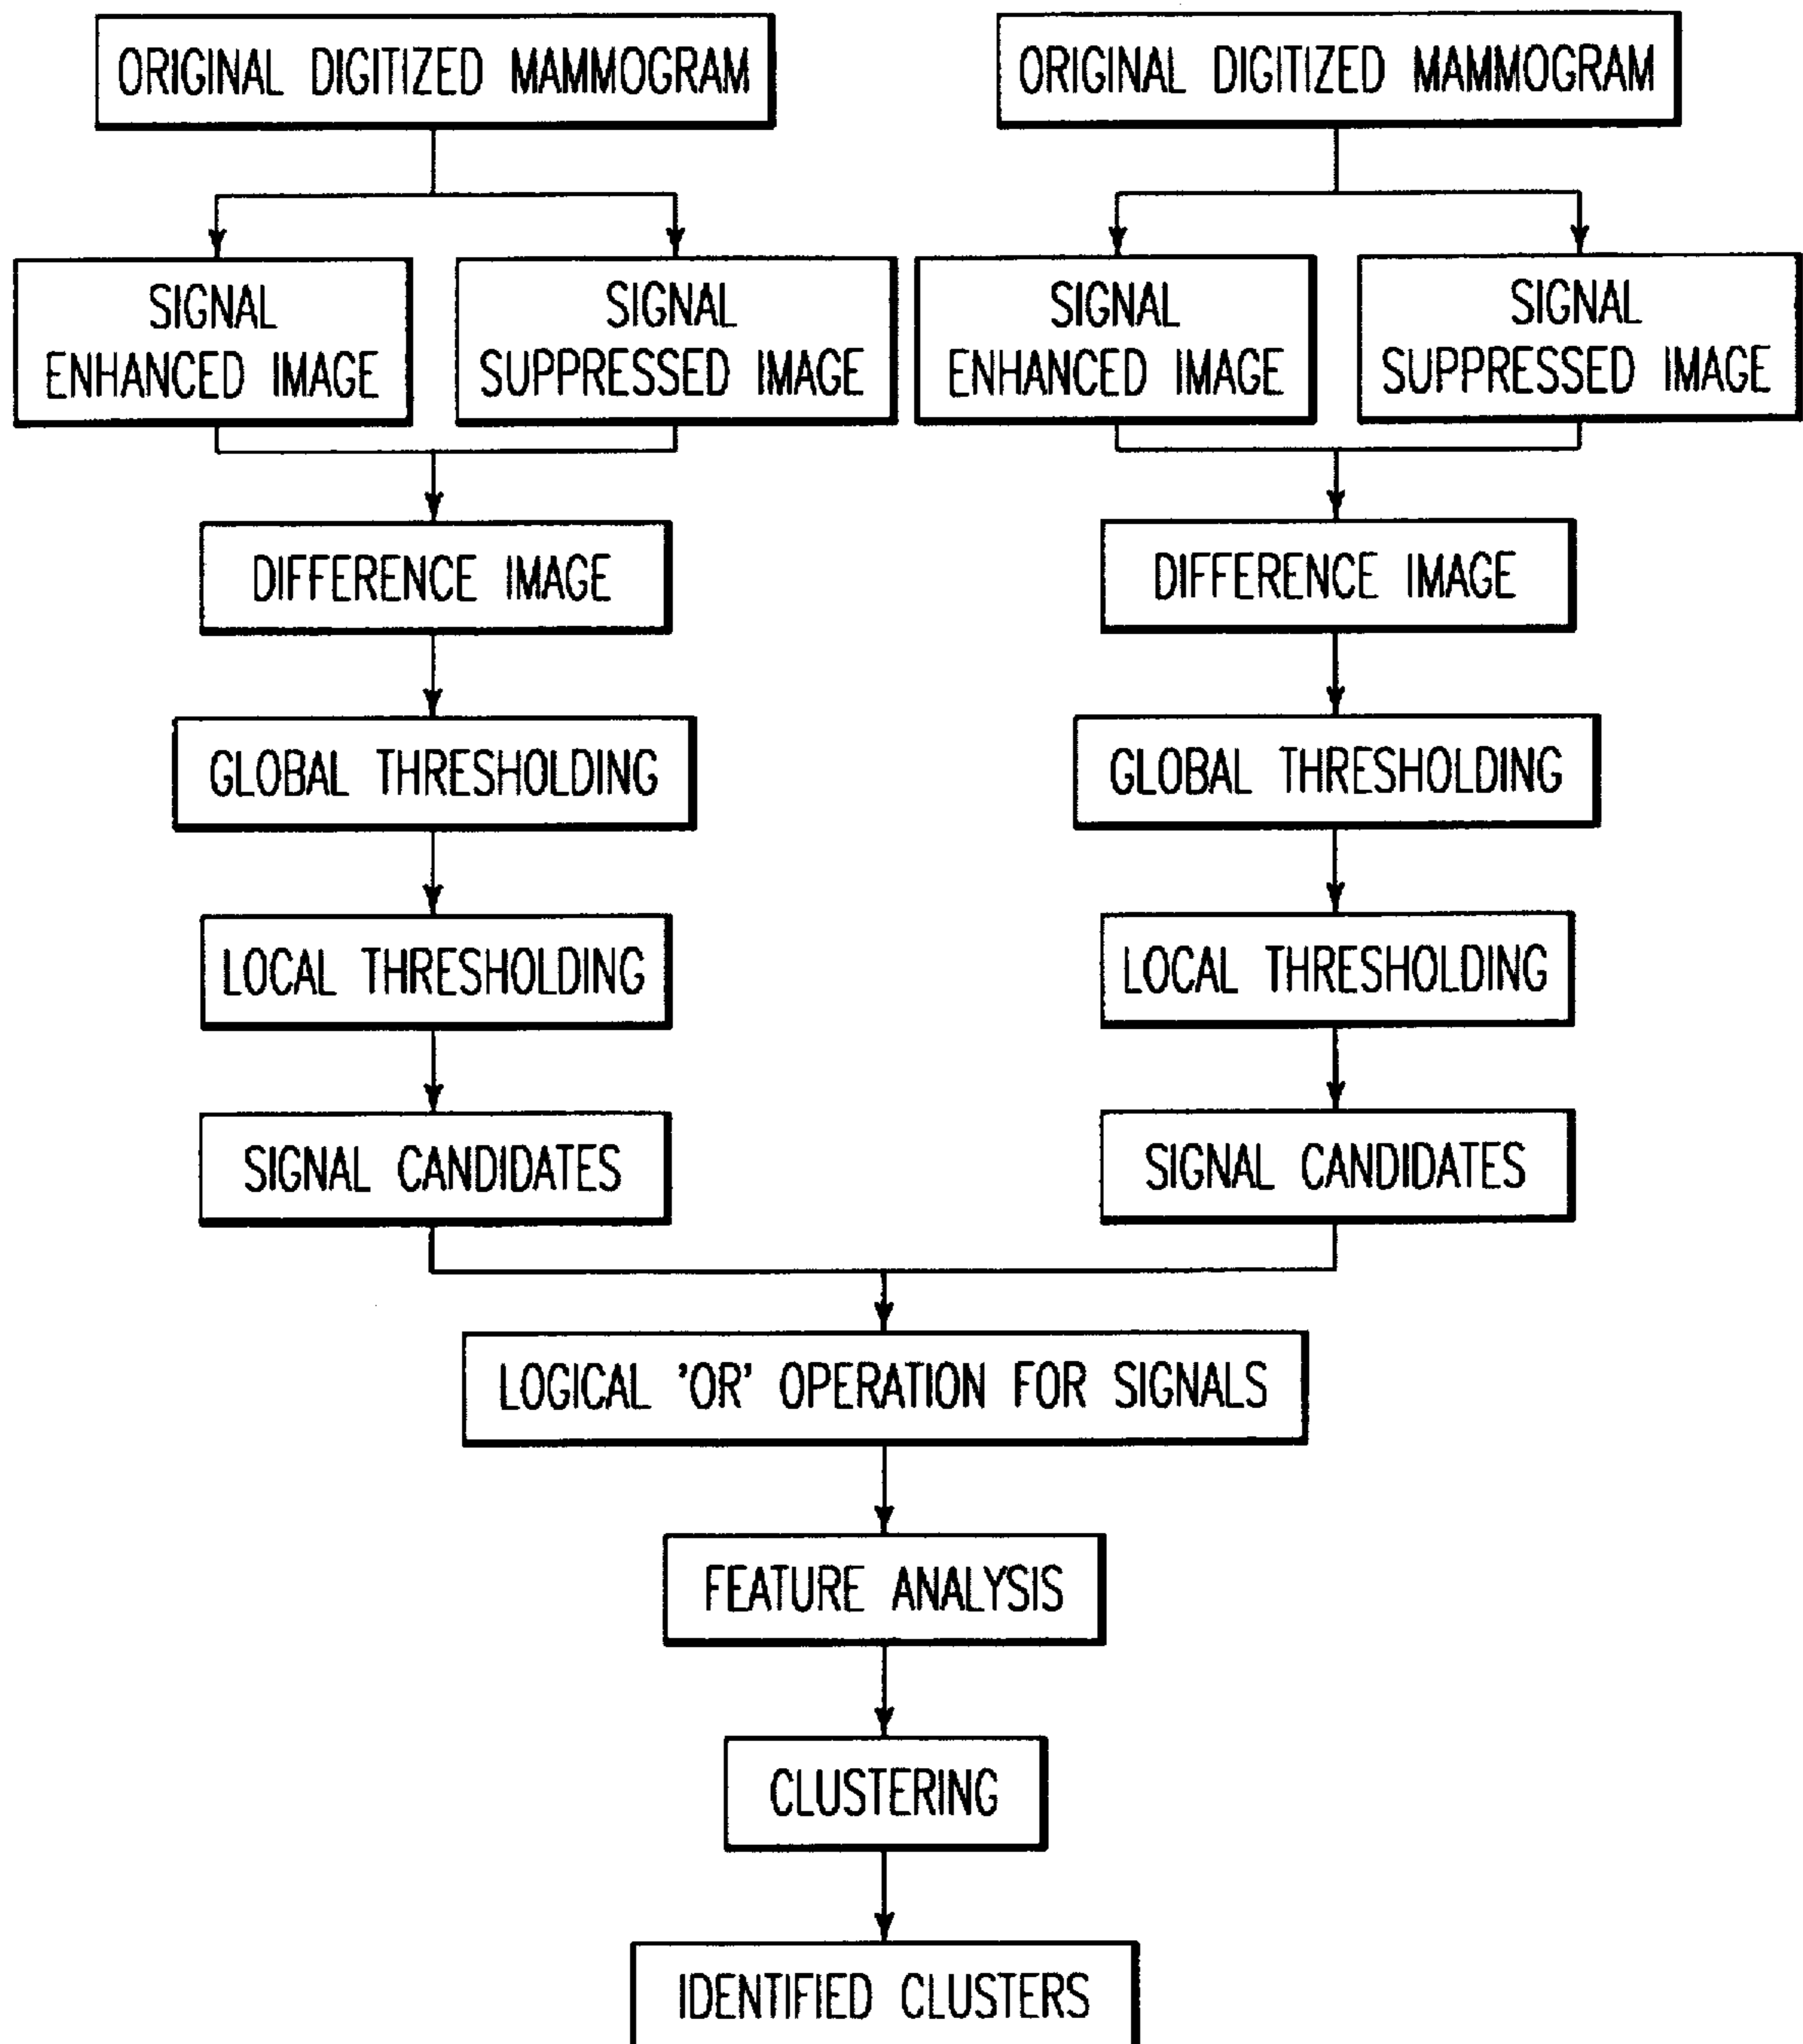 ORIGINAL DIGITIZED MAMMOGRAM
ORIGINAL DIGITIZED MAMMOGRAM
SIGNAL
ENHANCED IMAGE
SIGNAL
SUPPRESSED IMAGE
SIGNAL
ENHANCED IMAGE
SIGNAL
SUPPRESSED IMAGE
DIFFERENCE IMAGE
DIFFERENCE IMAGE
GLOBAL THRESHOLDING
GLOBAL THRESHOLDING
LOCAL THRESHOLDING
LOCAL THRESHOLDING
SIGNAL CANDIDATES
SIGNAL CANDIDATES
LOGICAL 'OR' OPERATION FOR SIGNALS
FEATURE ANALYSIS
CLUSTERING
IDENTIFIED CLUSTERS